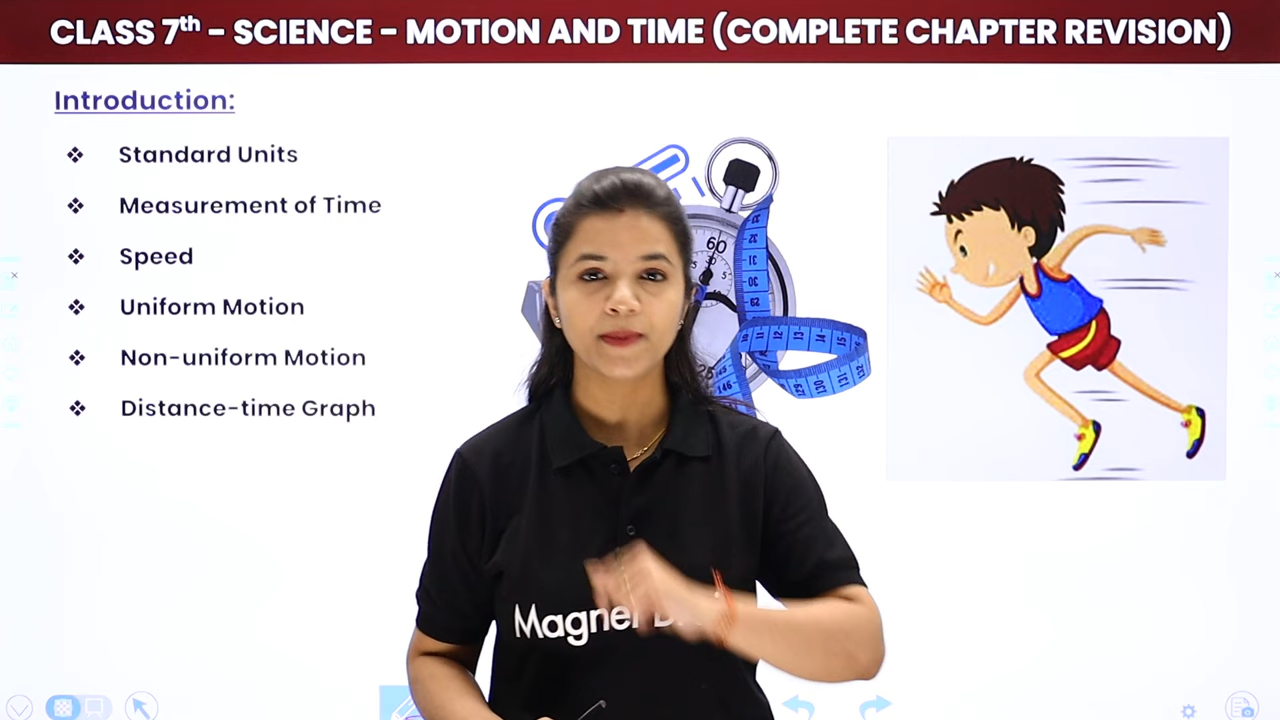 CLASS 7th – SCIENCE – MOTION AND TIME (COMPLETE CHAPTER REVISION)
Introduction:
❖ Standard Units
❖ Measurement of Time
❖ Speed
❖ Uniform Motion
❖ Non-uniform Motion
❖ Distance-time Graph
60